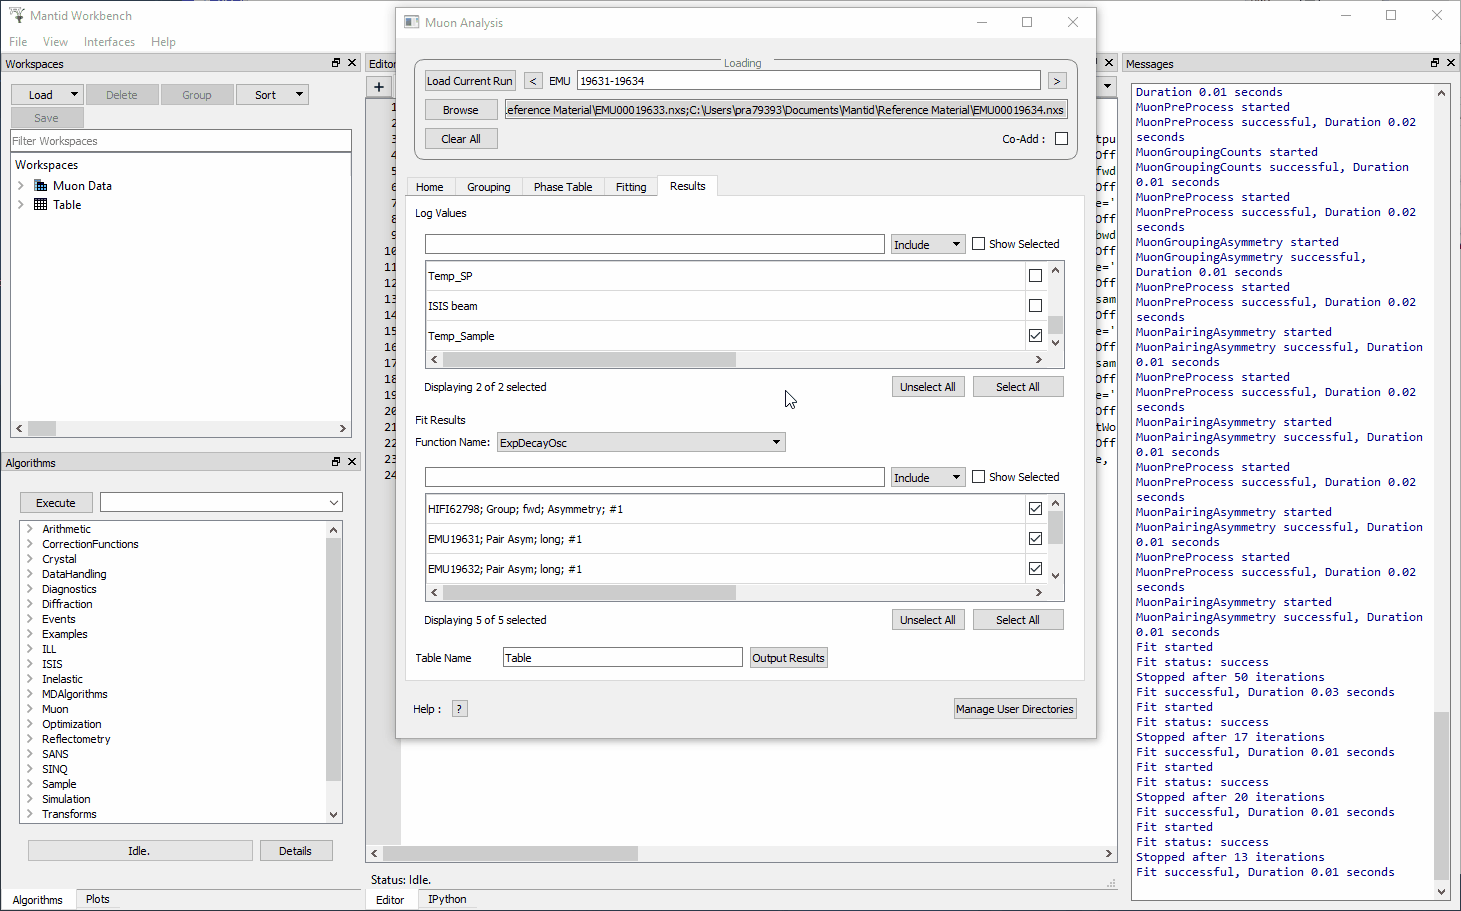 Mantid Workbench
File View Interfaces Help
Workspaces
Load Delete Group Sort
Save
Filter Workspaces
Workspaces
Muon Data
Table
Algorithms
Execute
Arithmetic
CorrectionFunctions
Crystal
DataHandling
Diagnostics
Diffraction
Events
Examples
ILL
ISIS
Inelastic
MDAlgorithms
Muon
Optimization
Reflectometry
SANS
SINQ
Sample
Simulation
Transforms
Idle. Details
Algorithms Plots
Editor
+
1
2
3
4
5
6
7
8
9
10
11
12
13
14
15
16
17
18
19
20
21
22
23
24
tpu
Off
fwd
Off
e='
Off
bwd
Off
e='
Off
sam
Off
e='
Off
sam
Off
e='
Off
tWo
Off
e,
Status: Idle.
Editor IPython
Muon Analysis
Loading
Load Current Run < EMU 19631-19634 >
Browse .eference Material\EMU00019633.nxs;C:\Users\pra79393\Documents\Mantid\Reference Material\EMU00019634.nxs
Clear All Co-Add :
Home Grouping Phase Table Fitting Results
Log Values
Include Show Selected
Temp_SP
ISIS beam
Temp_Sample
Displaying 2 of 2 selected Unselect All Select All
Fit Results
Function Name: ExpDecayOsc
Include Show Selected
HIFI62798; Group; fwd; Asymmetry; #1
EMU19631; Pair Asym; long; #1
EMU19632; Pair Asym; long; #1
Displaying 5 of 5 selected Unselect All Select All
Table Name Table Output Results
Help : ? Manage User Directories
Messages
Duration 0.01 seconds
MuonPreProcess started
MuonPreProcess successful, Duration 0.02
seconds
MuonGroupingCounts started
MuonGroupingCounts successful, Duration
0.01 seconds
MuonPreProcess started
MuonPreProcess successful, Duration 0.02
seconds
MuonGroupingAsymmetry started
MuonGroupingAsymmetry successful,
Duration 0.01 seconds
MuonPreProcess started
MuonPreProcess successful, Duration 0.02
seconds
MuonPairingAsymmetry started
MuonPairingAsymmetry successful, Duration
0.01 seconds
MuonPreProcess started
MuonPreProcess successful, Duration 0.02
seconds
MuonPairingAsymmetry started
MuonPairingAsymmetry successful, Duration
0.01 seconds
MuonPreProcess started
MuonPreProcess successful, Duration 0.02
seconds
MuonPairingAsymmetry started
MuonPairingAsymmetry successful, Duration
0.01 seconds
MuonPreProcess started
MuonPreProcess successful, Duration 0.02
seconds
MuonPairingAsymmetry started
MuonPairingAsymmetry successful, Duration
0.01 seconds
Fit started
Fit status: success
Stopped after 50 iterations
Fit successful, Duration 0.03 seconds
Fit started
Fit status: success
Stopped after 17 iterations
Fit successful, Duration 0.01 seconds
Fit started
Fit status: success
Stopped after 20 iterations
Fit successful, Duration 0.01 seconds
Fit started
Fit status: success
Stopped after 13 iterations
Fit successful, Duration 0.01 seconds